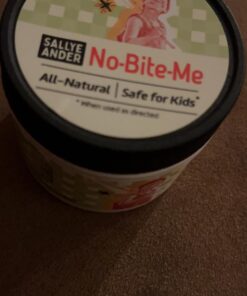 SALLYE
ANDER
No-Bite-Me
All-Natural | Safe for Kids*
* When used as directed